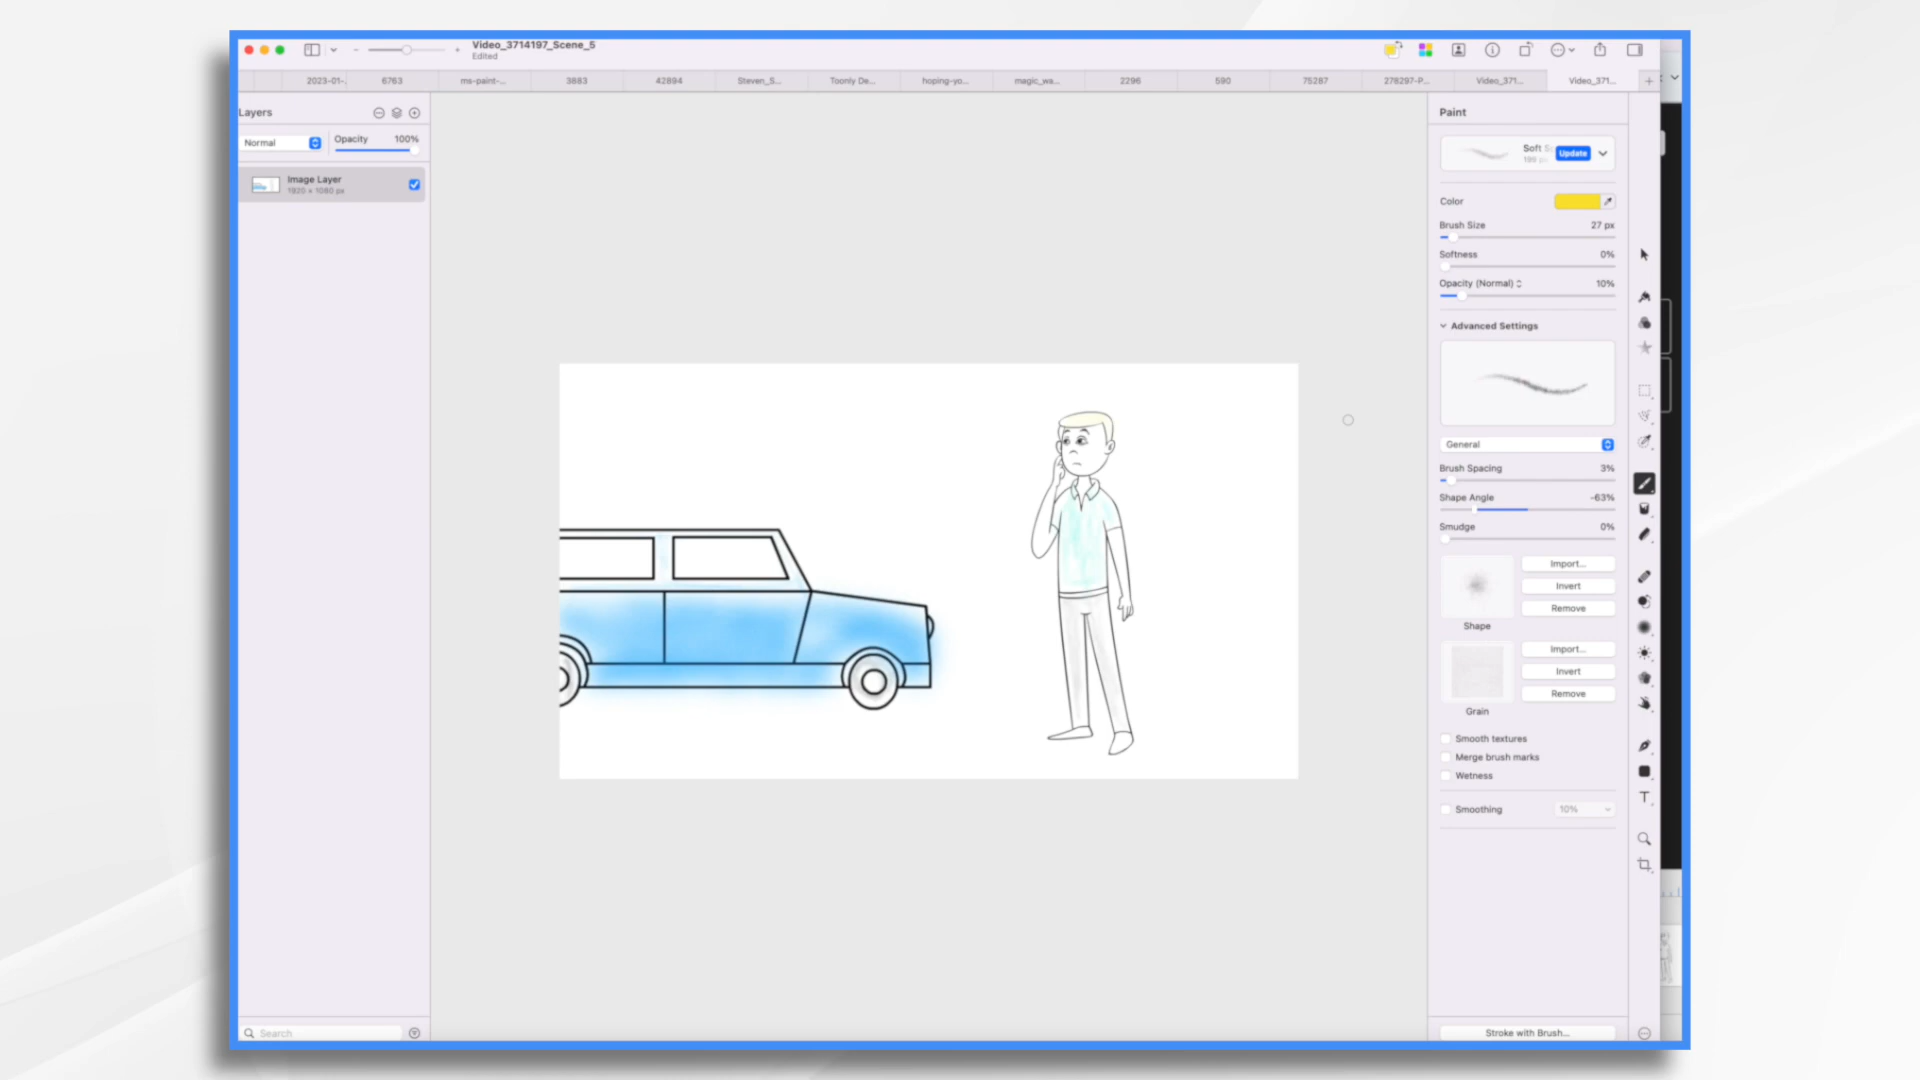 Video_3714197_Scene_5
Edited
2023-01-.
6763
ms-paint-...
3883
42894
Steven_S...
Toonly De...
hoping-yo...
magic_wa...
2296
590
75287
278297-P...
Video_371...
Video_371...
Layers
Normal
Opacity 100%
Image Layer
1920 × 1080 px
Search
Paint
Soft
Update
Color
Brush Size 27 px
Softness 0%
Opacity (Normal) 10%
Advanced Settings
General
Brush Spacing 3%
Shape Angle -63%
Smudge 0%
Import...
Invert
Remove
Shape
Import...
Invert
Remove
Grain
Smooth textures
Merge brush marks
Wetness
Smoothing 10%
Stroke with Brush...